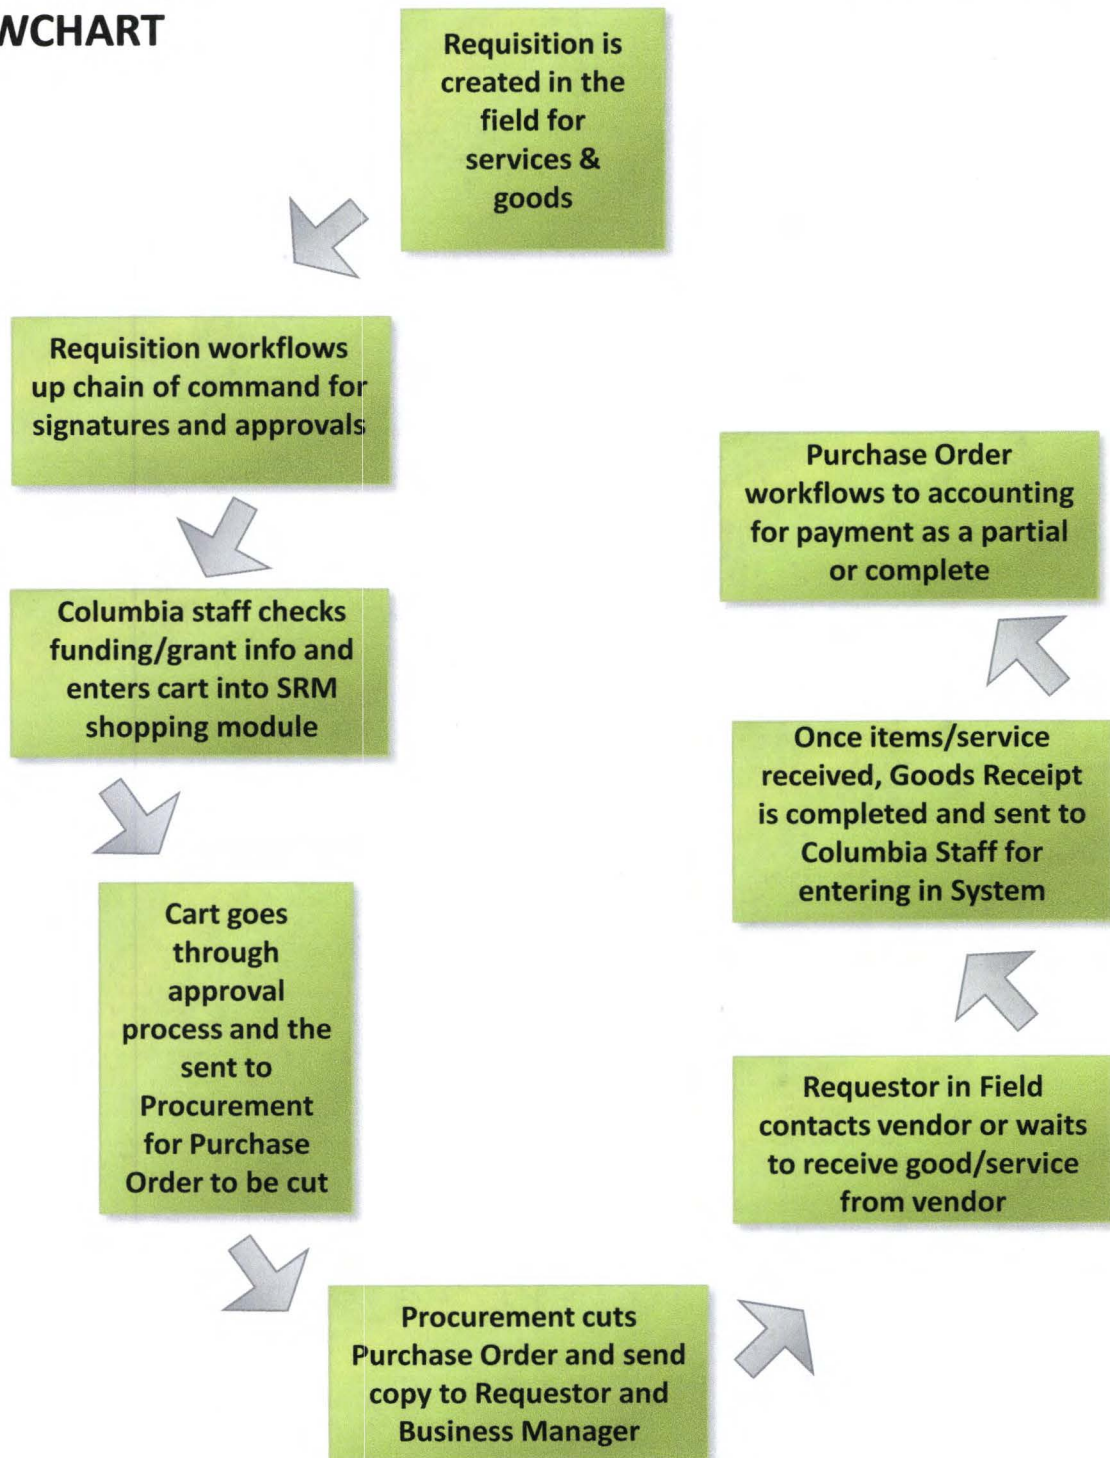 WCHART
Requisition is
created in the
field for
services &
goods
Requisition workflows
up chain of command for
signatures and approvals
Columbia staff checks
funding/grant info and
enters cart into SRM
shopping module
Cart goes
through
approval
process and the
sent to
Procurement
for Purchase
Order to be cut
Procurement cuts
Purchase Order and send
copy to Requestor and
Business Manager
Requestor in Field
contacts vendor or waits
to receive good/service
from vendor
Once items/service
received, Goods Receipt
is completed and sent to
Columbia Staff for
entering in System
Purchase Order
workflows to accounting
for payment as a partial
or complete